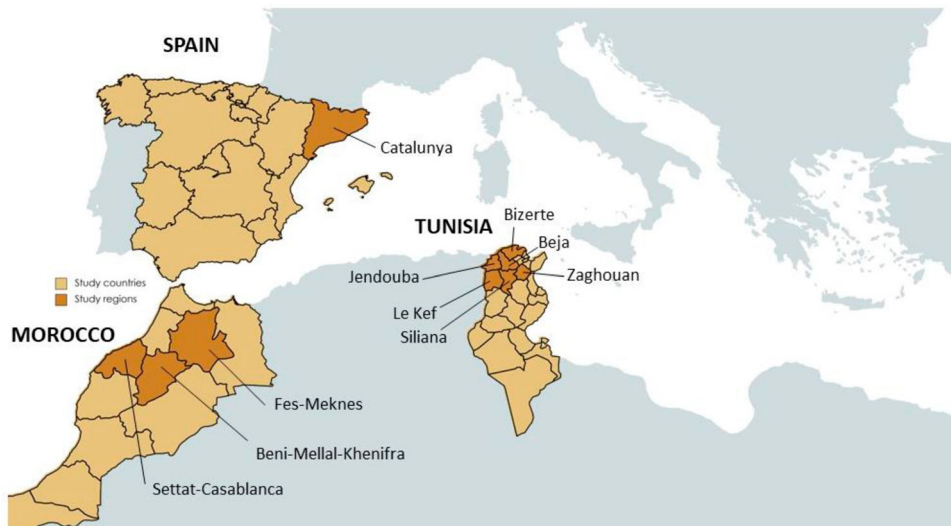 SPAIN
Catalunya
TUNISIA
Bizerte
Beja
Jendouba
Zaghouan
Le Kef
Siliana
Study countries
Study regions
MOROCCO
Fes-Meknes
Beni-Mellal-Khenifra
Settat-Casablanca